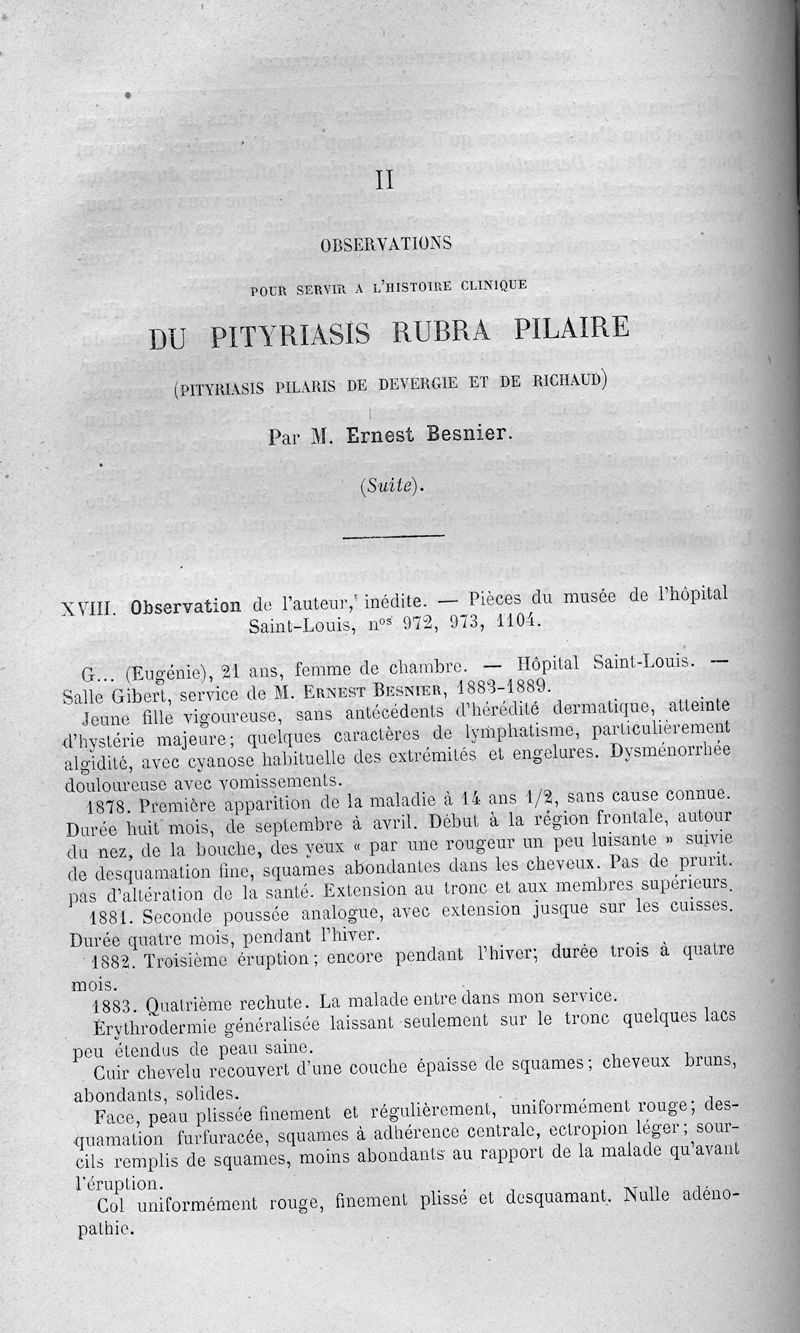 II
OBSERVATIONS
POUR SERVIR A L'HISTOIRE CLINIQUE
DU PITYRIASIS RUBRA PILAIRE
(PITYRIASIS PILARIS DE DEVERGIE ET DE RICHAUD)
Par M. Ernest Besnier.
(Suite).
XVIII. Observation de l'auteur, inédite. — Pièces du musée de l'hôpital
Saint-Louis, nos 972, 973, 1104.
G... (Eugénie), 21 ans, femme de chambre. — Hôpital Saint-Louis. —
Salle Gibert, service de M. ERNEST BESNIER, 1883-1889.
Jeune fille vigoureuse, sans antécédents d'hérédité dermatique, atteinte
d'hystérie majeure; quelques caractères de lymphatisme, particulièrement
algidité, avec cyanose habituelle des extrémités et engelures. Dysménorrhée
douloureuse avec vomissements.
1878. Première apparition de la maladie à 14 ans 1/2, sans cause connue.
Durée huit mois, de septembre à avril. Début à la région frontale, autour
du nez, de la bouche, des yeux « par une rougeur un peu luisante » suivie
de desquamation fine, squames abondantes dans les cheveux. Pas de prurit.
pas d'altération de la santé. Extension au tronc et aux membres supérieurs.
1881. Seconde poussée analogue, avec extension jusque sur les cuisses.
Durée quatre mois, pendant l'hiver.
1882. Troisième éruption; encore pendant l'hiver; durée trois à quatre
mois.
1883. Quatrième rechute. La malade entre dans mon service.
Erythrodermie généralisée laissant seulement sur le tronc quelques lacs
peu étendus de peau saine.
Cuir chevelu recouvert d'une couche épaisse de squames; cheveux bruns,
abondants, solides.
Face, peau plissée finement et régulièrement, uniformément rouge; des-
quamation furfuracée, squames à adhérence centrale, ectropion léger; sour-
cils remplis de squames, moins abondants au rapport de la malade qu'avant
l'éruption.
Col uniformément rouge, finement plissé et desquamant. Nulle adéno-
pathie.